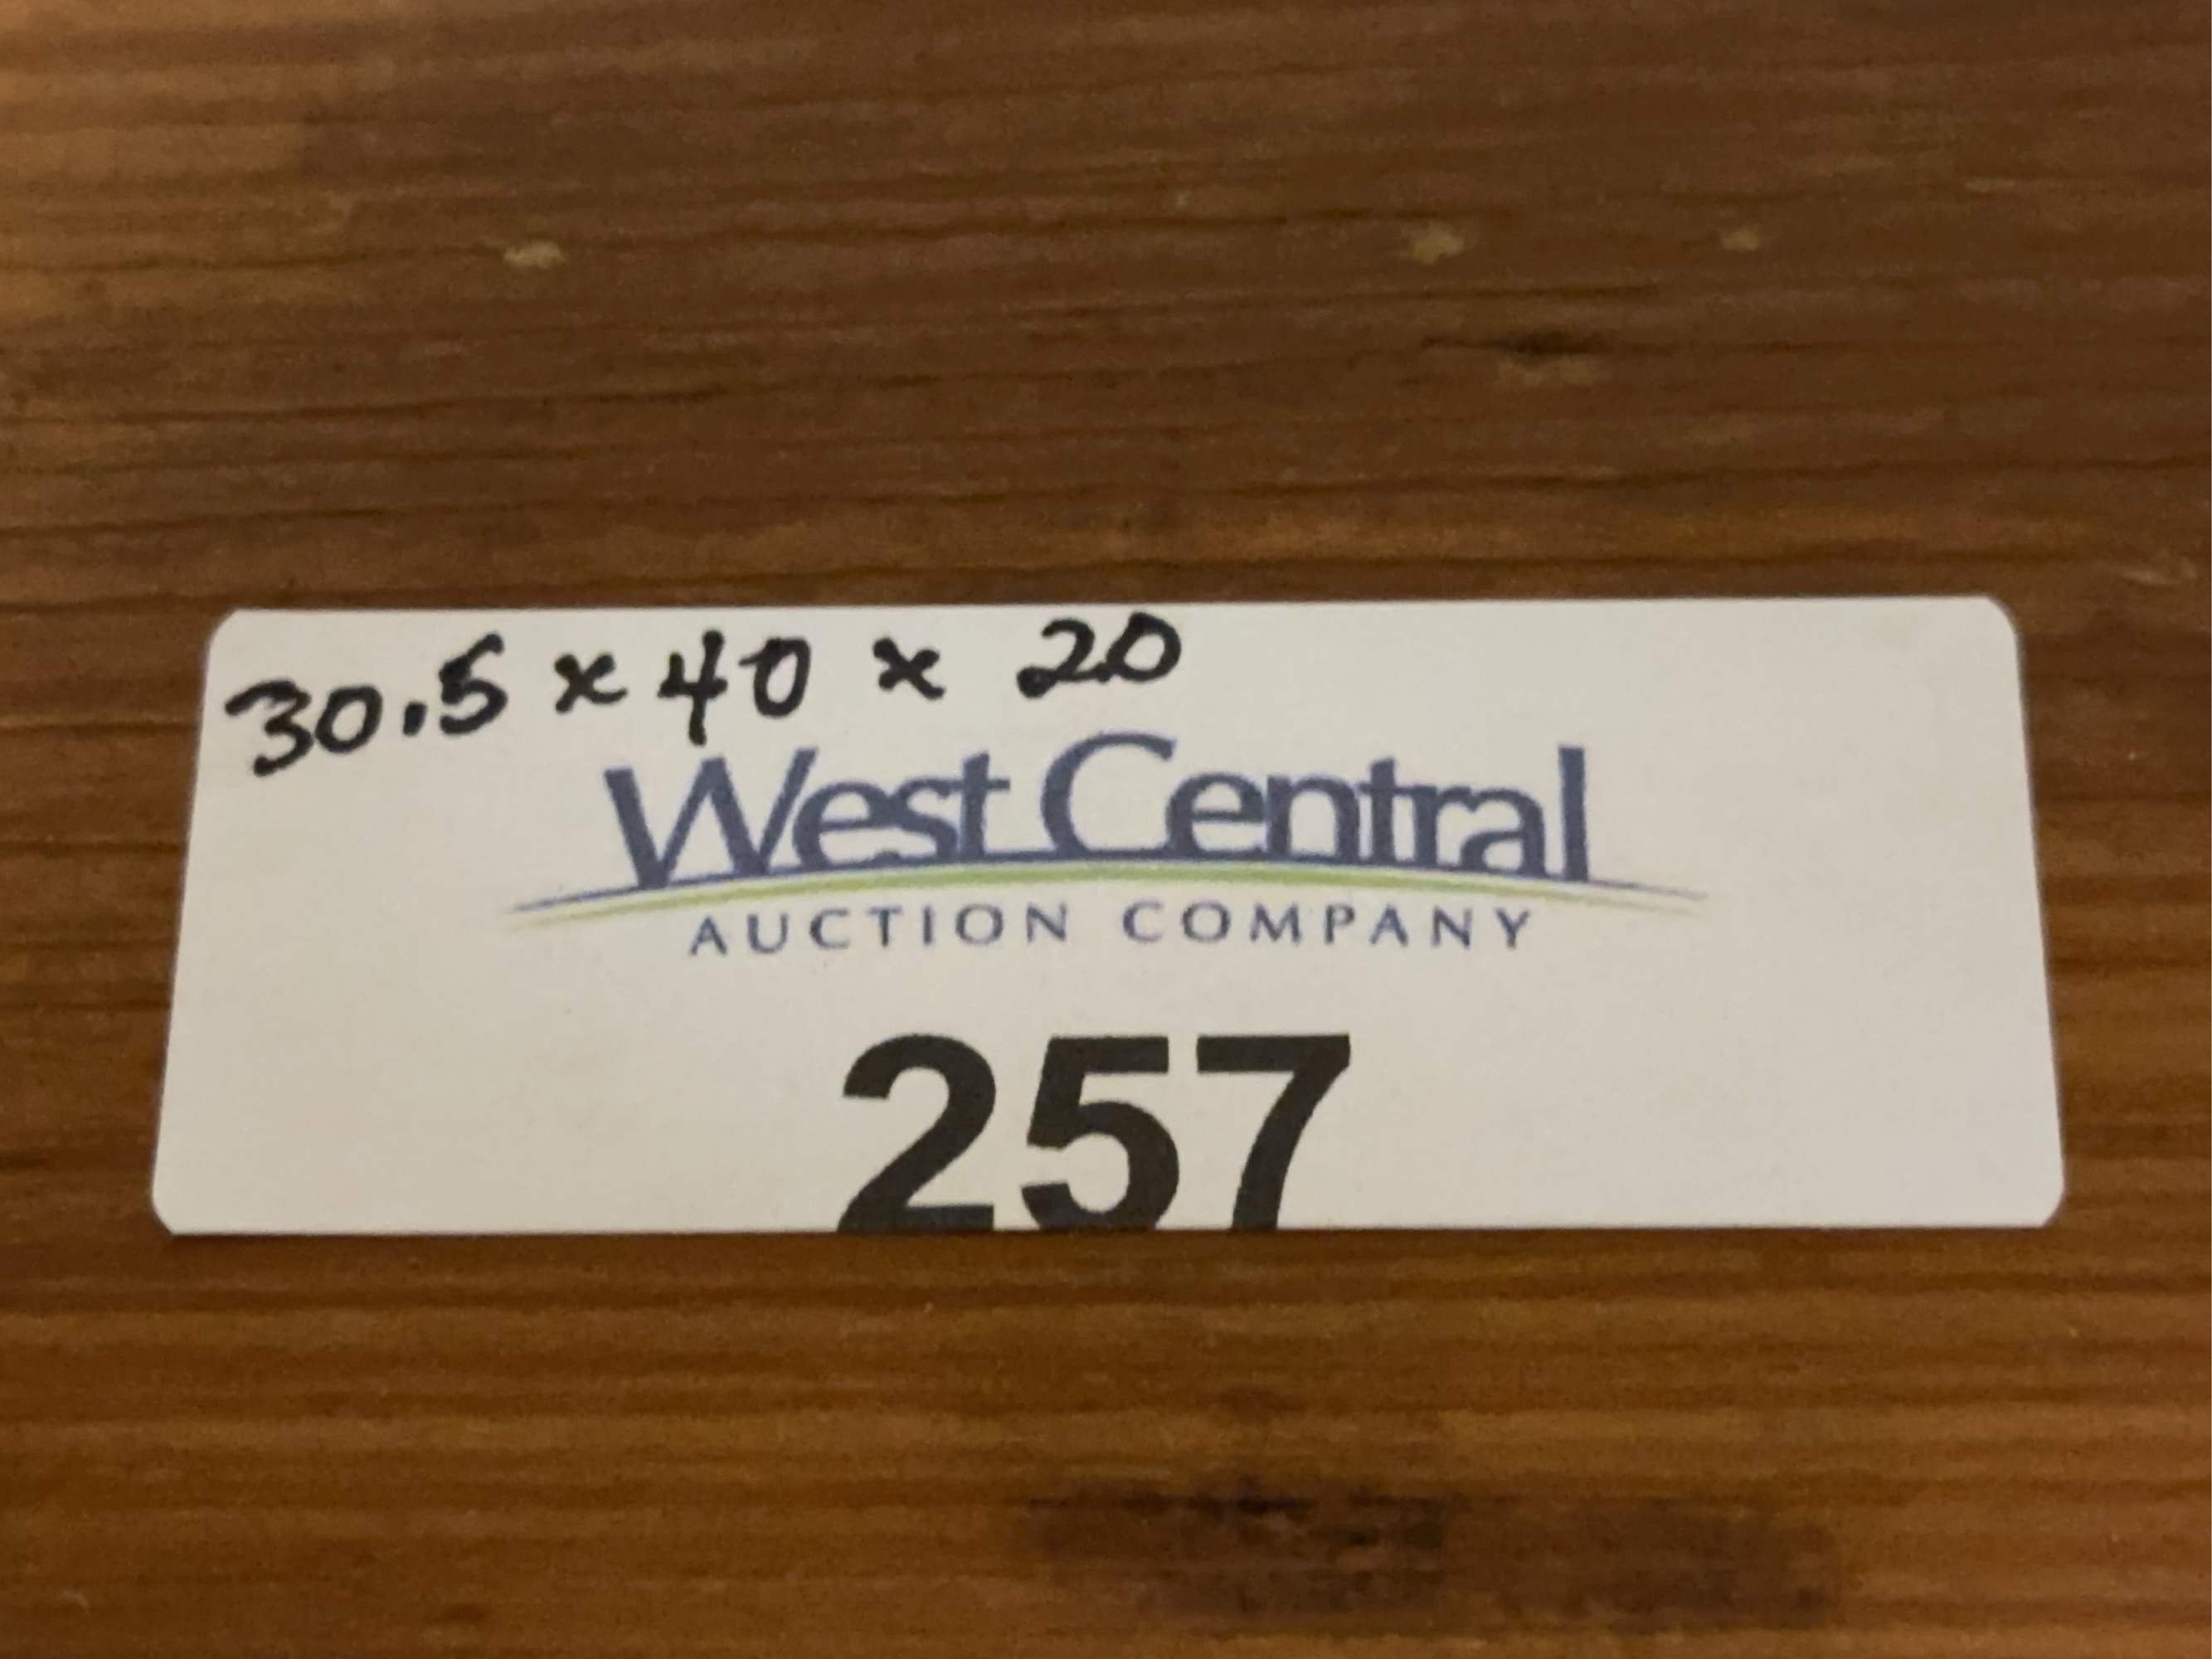 30.5 x 40 x 20
West Central
AUCTION COMPANY
257